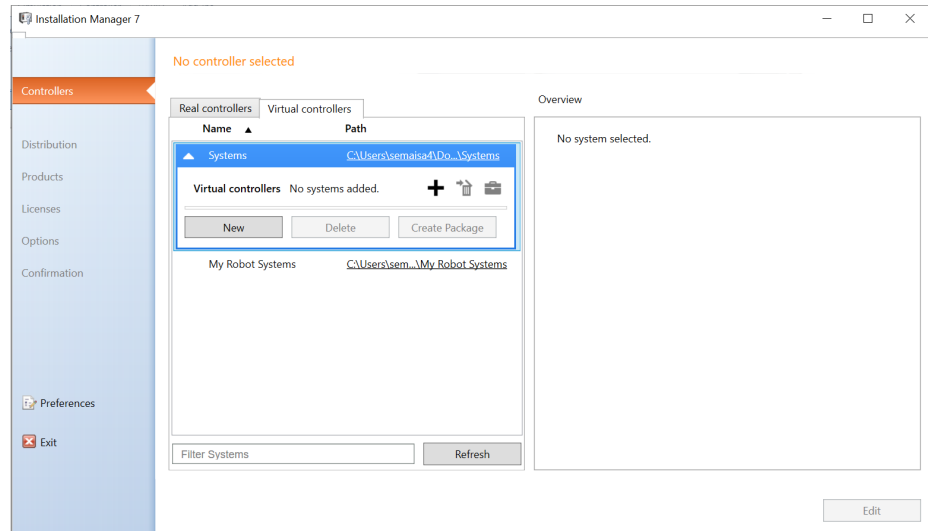 Installation Manager 7
No controller selected
Controllers
Distribution
Products
Licenses
Options
Confirmation
Preferences
Exit
Real controllers Virtual controllers
Name ▲ Path
Systems C:\Users\semaisa4\Do...\Systems
Virtual controllers No systems added.
New Delete Create Package
My Robot Systems C:\Users\sem...\My Robot Systems
Filter Systems Refresh
Overview
No system selected.
Edit